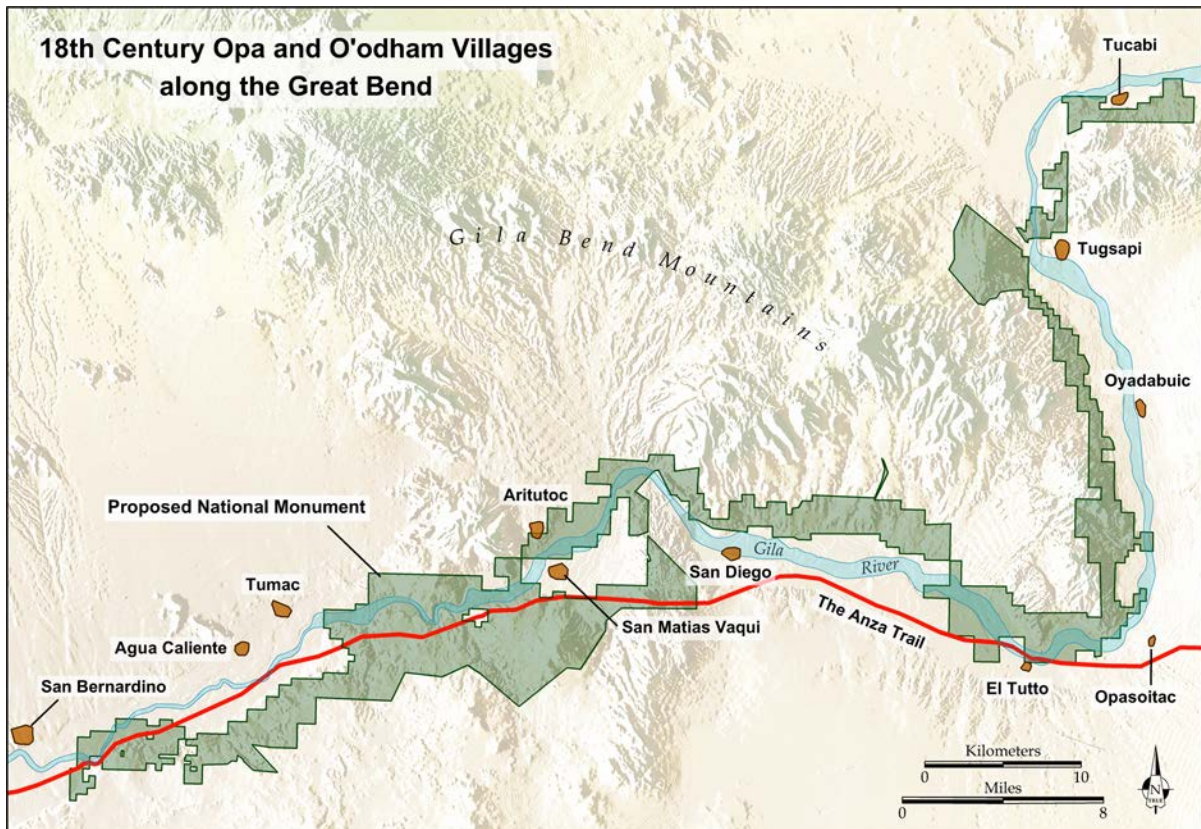 18th Century Opa and O'odham Villages
along the Great Bend
Tucabi
Tugsapi
Gila Bend Mountains
Oyadabuic
Proposed National Monument
Aritutoc
Gila
River
San Diego
Tumac
San Matias Vaqui
The Anza Trail
Agua Caliente
San Bernardino
El Tutto
Opasoitac
Kilometers
0 10
Miles
0 8
N
TRUE